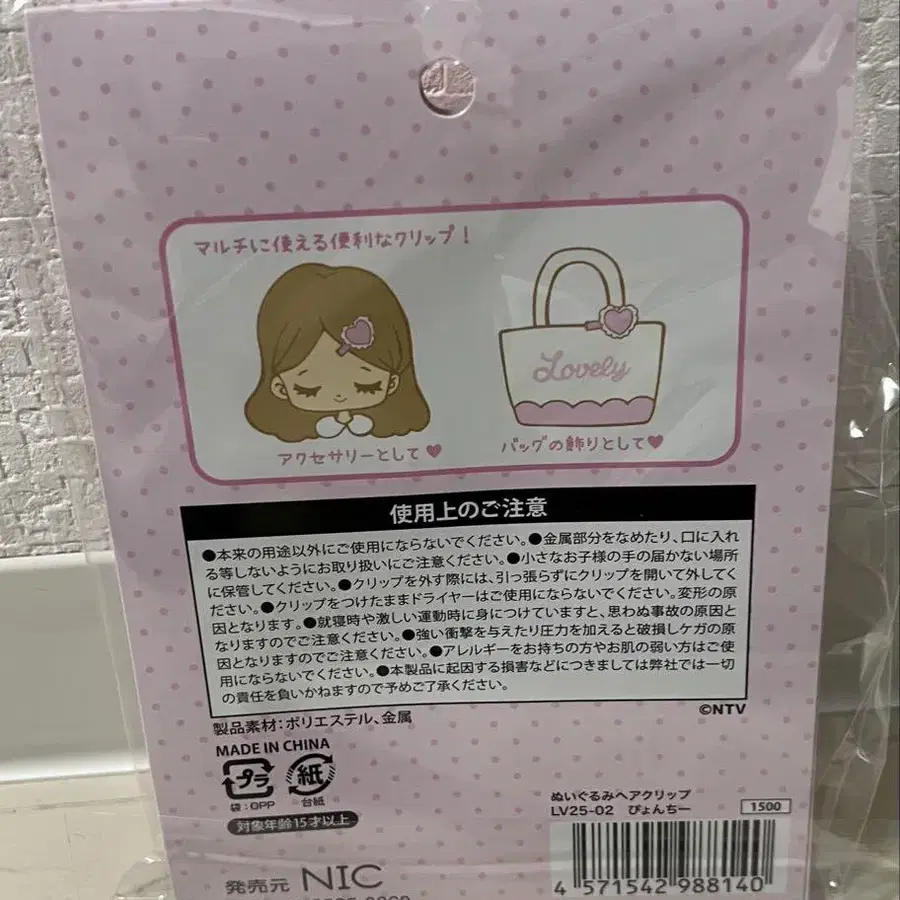 マルチに使える便利なクリップ！
Lovely
アクセサリーとして♥
バッグの飾りとして♥
使用上のご注意
●本来の用途以外にご使用にならないでください。●金属部分をなめたり、口に入れ
る等しないようにお取り扱いにご注意ください。●小さなお子様の手の届かない場所
に保管してください。●クリップを外す際には、引っ張らずにクリップを開いて外してく
ださい。●クリップをつけたままドライヤーはご使用にならないでください。変形の原
因となります。●就寝時や激しい運動時に身につけていますと、思わぬ事故の原因と
なりますのでご注意ください。●強い衝撃を与えたり圧力を加えると破損しケガの原
因となりますのでご注意ください。●アレルギーをお持ちの方やお肌の弱い方はご使
用にならないでください。●本製品に起因する損害などにつきましては弊社では一切
の責任を負いかねますので予めご了承ください。
©NTV
製品素材：ポリエステル、金属
MADE IN CHINA
プラ 紙
袋：OPP 台紙
対象年齢15才以上
ぬいぐるみヘアクリップ
LV25-02 ぴょんちー
1500
発売元 NIC
4 571542 988140